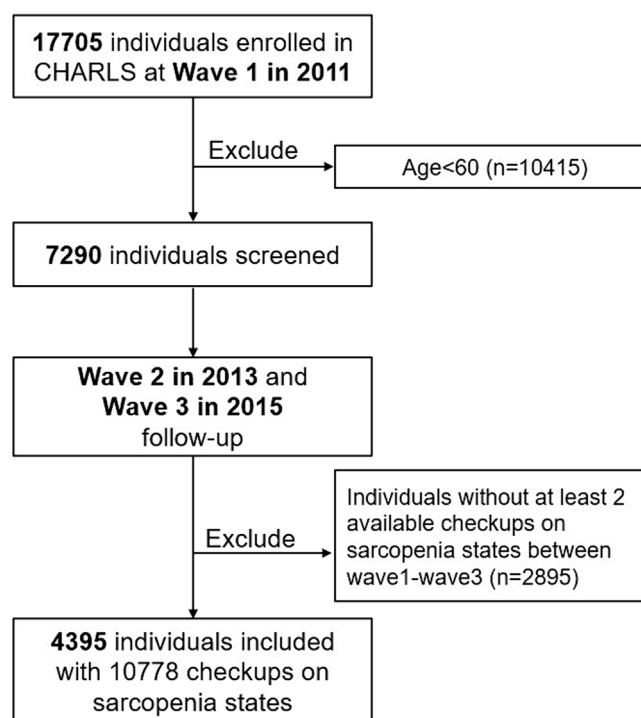 17705 individuals enrolled in
CHARLS at Wave 1 in 2011
Exclude
Age<60 (n=10415)
7290 individuals screened
Wave 2 in 2013 and
Wave 3 in 2015
follow-up
Exclude
Individuals without at least 2
available checkups on
sarcopenia states between
wave1-wave3 (n=2895)
4395 individuals included
with 10778 checkups on
sarcopenia states